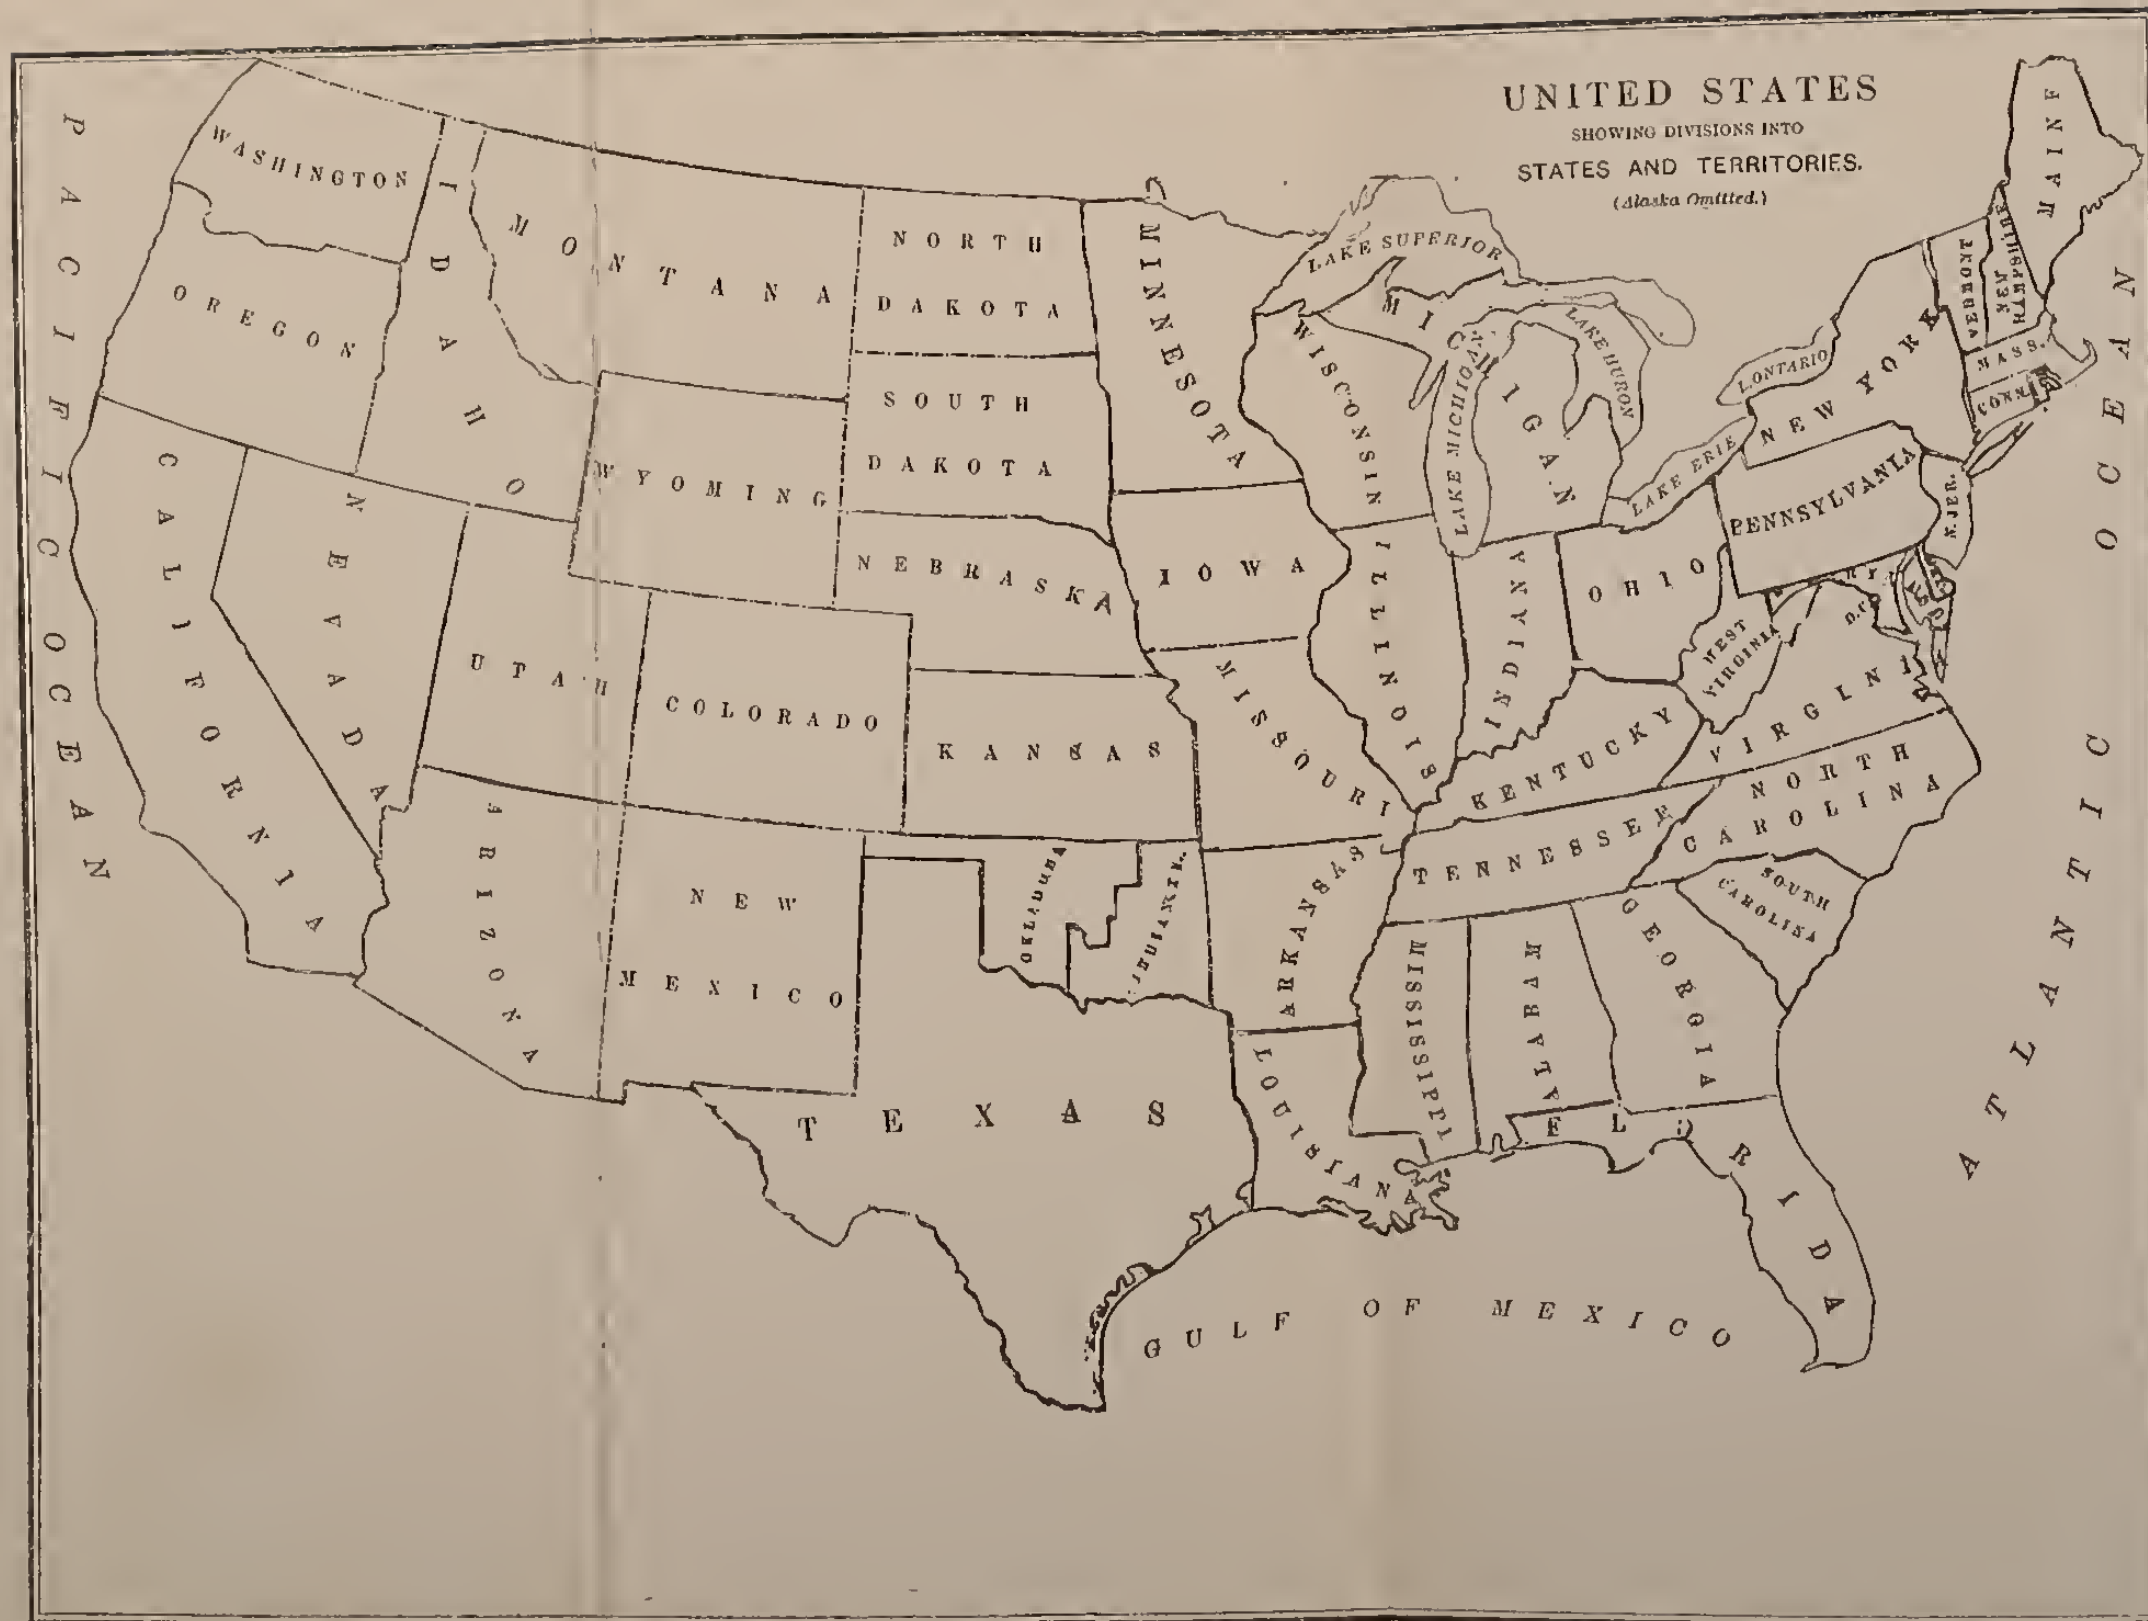 UNITED STATES
SHOWING DIVISIONS INTO
STATES AND TERRITORIES.
(Alaska Omitted.)
PACIFIC OCEAN
WASHINGTON
OREGON
CALIFORNIA
IDAHO
NEVADA
MONTANA
WYOMING
UTAH
COLORADO
ARIZONA
NEW
MEXICO
NORTH
DAKOTA
SOUTH
DAKOTA
NEBRASKA
KANSAS
OKLAHOMA
TEXAS
MINNESOTA
IOWA
MISSOURI
ARKANSAS
LOUISIANA
LAKE SUPERIOR
WISCONSIN
MICHIGAN
LAKE MICHIGAN
LAKE HURON
ILLINOIS
INDIANA
OHIO
KENTUCKY
TENNESSEE
MISSISSIPPI
ALABAMA
GEORGIA
FLORIDA
LAKE ERIE
L.ONTARIO
NEW YORK
PENNSYLVANIA
N.JER.
WEST
VIRGINIA
VIRGINI
D.C.
NORTH
CAROLINA
SOUTH
CAROLINA
MAINE
VERMONT
NEW
HAMPSHIRE
MASS.
CONN.
ATLANTIC OCEAN
GULF OF MEXICO